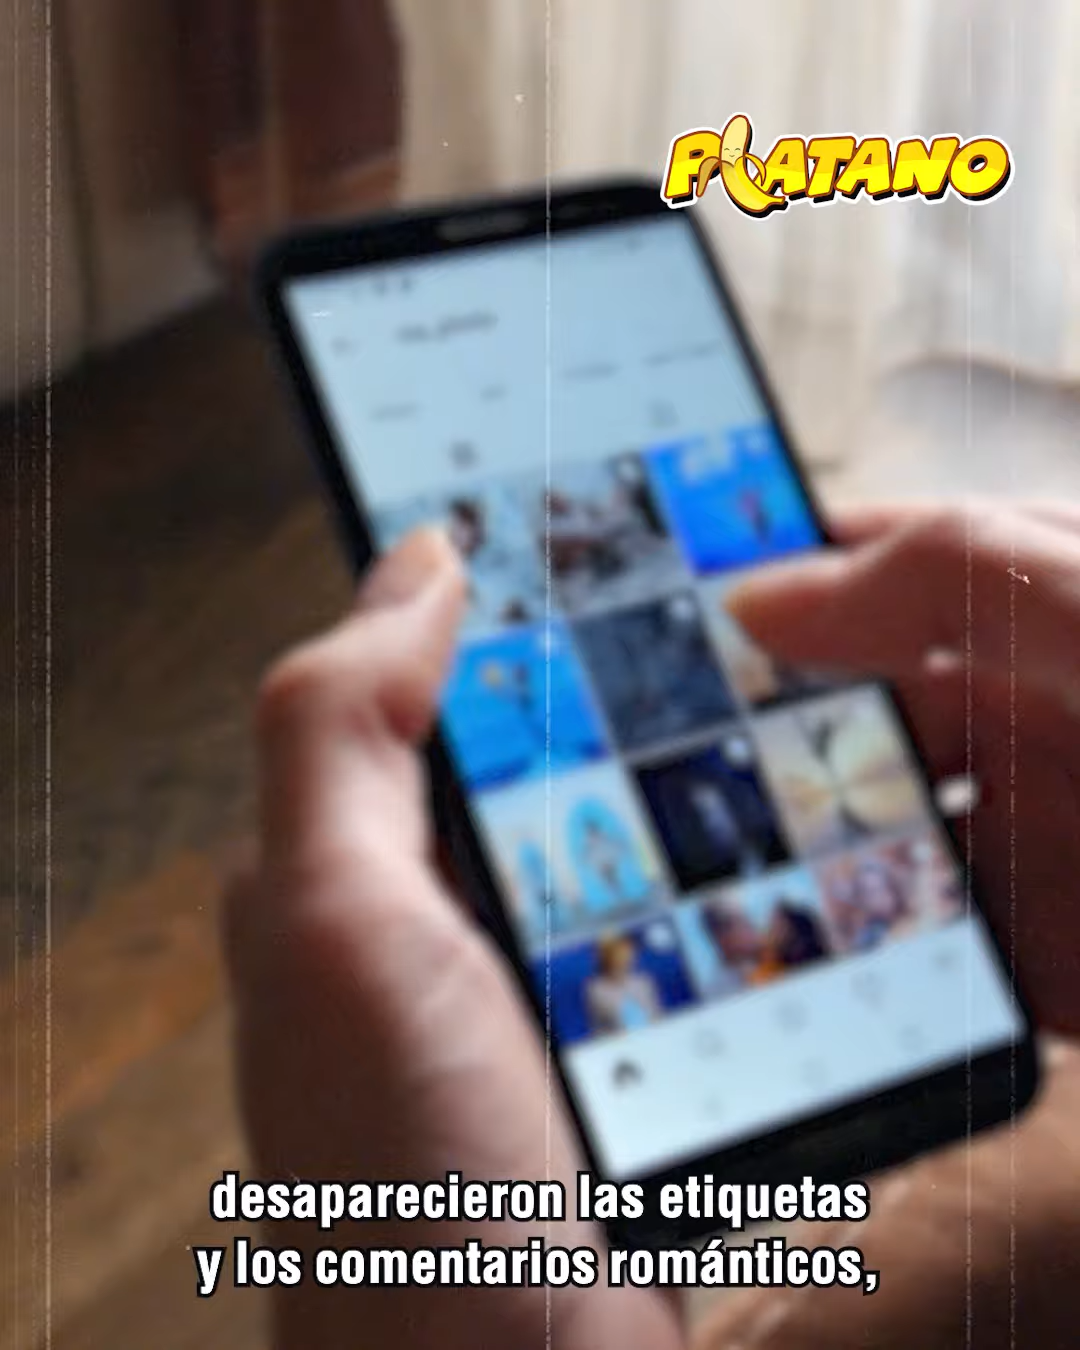 PLATANO
desaparecieron las etiquetas
y los comentarios románticos,